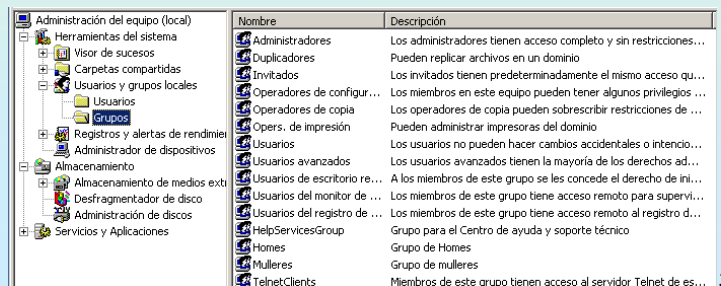 Administración del equipo (local)
Herramientas del sistema
Visor de sucesos
Carpetas compartidas
Usuarios y grupos locales
Usuarios
Grupos
Registros y alertas de rendimie
Administrador de dispositivos
Almacenamiento
Almacenamiento de medios extr
Desfragmentador de disco
Administración de discos
Servicios y Aplicaciones
Nombre Descripción
Administradores Los administradores tienen acceso completo y sin restricciones...
Duplicadores Pueden replicar archivos en un dominio
Invitados Los invitados tienen predeterminadamente el mismo acceso qu...
Operadores de configur... Los miembros en este equipo pueden tener algunos privilegios ...
Operadores de copia Los operadores de copia pueden sobrescribir restricciones de ...
Opers. de impresión Pueden administrar impresoras del dominio
Usuarios Los usuarios no pueden hacer cambios accidentales o intencio...
Usuarios avanzados Los usuarios avanzados tienen la mayoría de los derechos ad...
Usuarios de escritorio re... A los miembros de este grupo se les concede el derecho de ini...
Usuarios del monitor de ... Los miembros de este grupo tiene acceso remoto para supervi...
Usuarios del registro de ... Los miembros de este grupo tiene acceso remoto al registro d...
HelpServicesGroup Grupo para el Centro de ayuda y soporte técnico
Homes Grupo de Homes
Mulleres Grupo de mulleres
TelnetClients Miembros de este grupo tienen acceso al servidor Telnet de es...